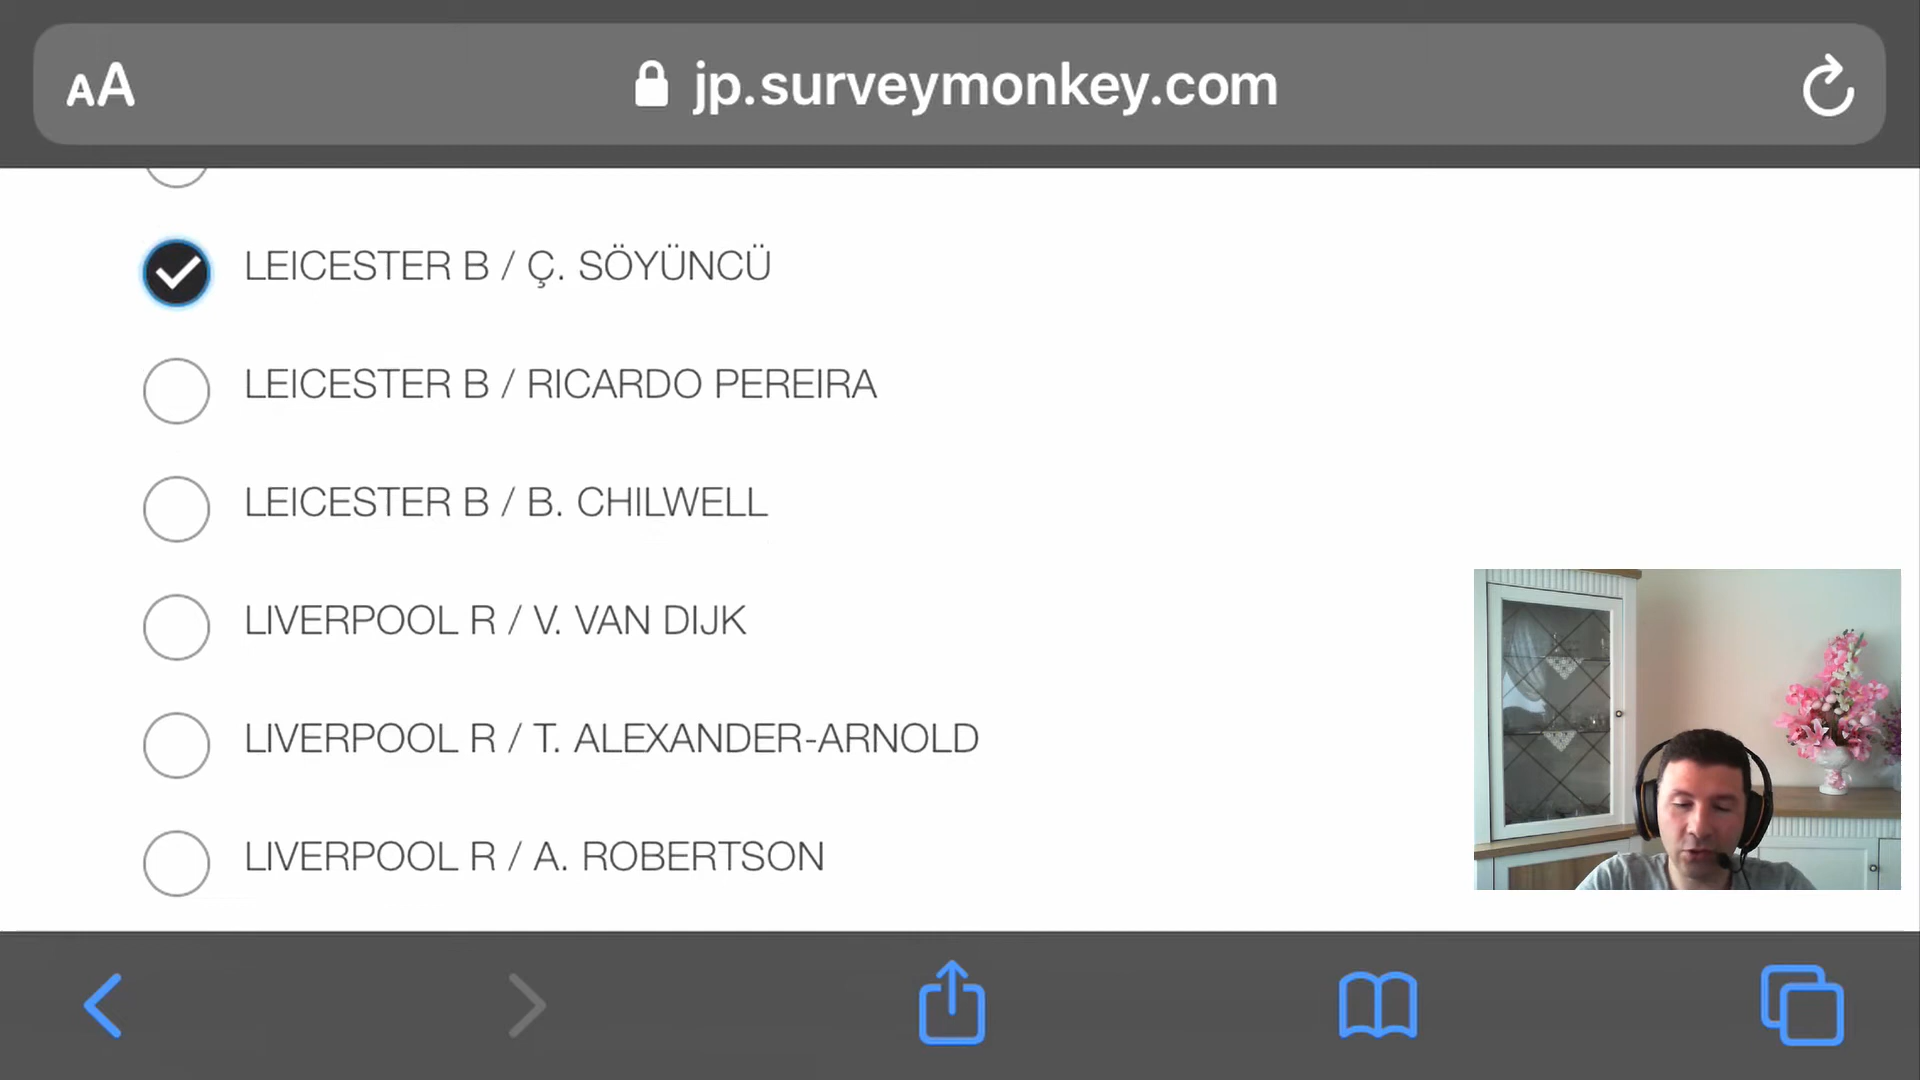 AA
jp.surveymonkey.com
LEICESTER B / Ç. SÖYÜNCÜ
LEICESTER B / RICARDO PEREIRA
LEICESTER B / B. CHILWELL
LIVERPOOL R / V. VAN DIJK
LIVERPOOL R / T. ALEXANDER-ARNOLD
LIVERPOOL R / A. ROBERTSON